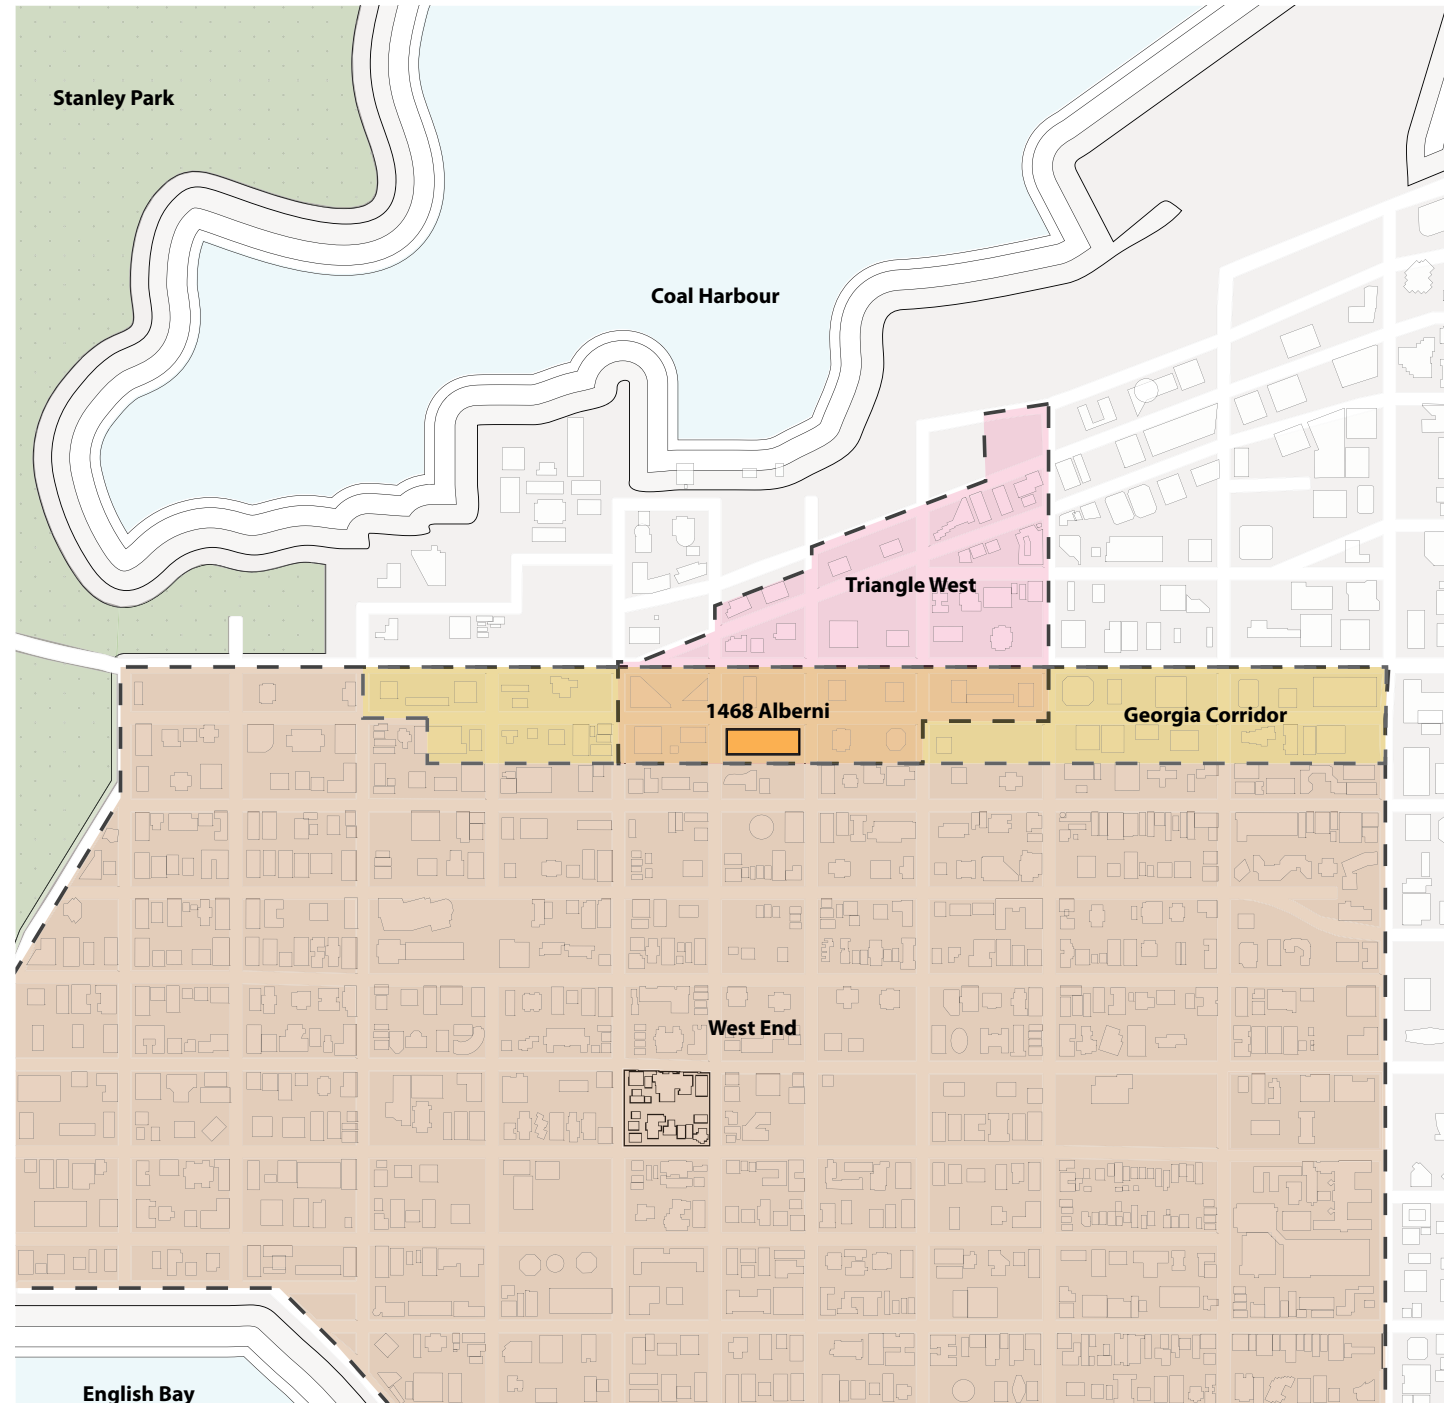 Stanley Park
Coal Harbour
Triangle West
1468 Alberni
Georgia Corridor
West End
English Bay